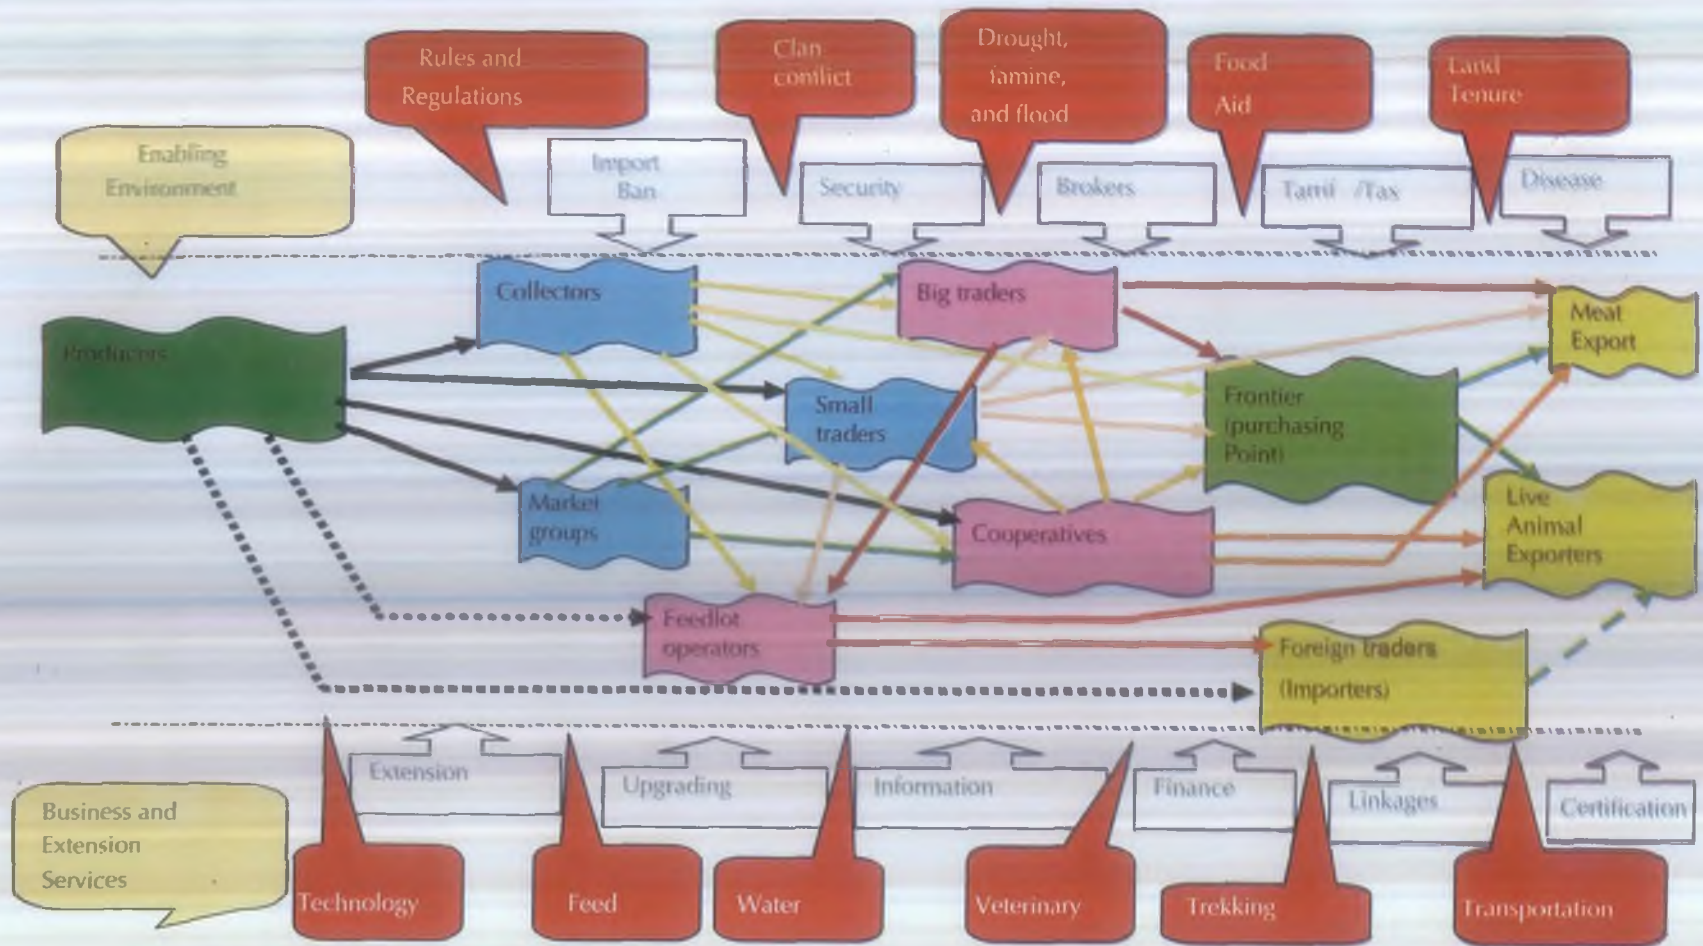 Rules and
Regulations
Clan
conflict
Drought,
famine,
and flood
Food
Aid
Land
Tenure
Enabling
Environment
Import
Ban
Security
Brokers
/Tax
Disease
Collectors
Big traders
Meat
Export
Producers
Small
traders
Frontier
(purchasing
Point)
Market
groups
Cooperatives
Live
Animal
Exporters
Feedlot
operators
Foreign traders
(Importers)
Extension
Upgrading
Information
Finance
Linkages
Certification
Business and
Extension
Services
Technology
Feed
Water
Veterinary
Trekking
Transportation